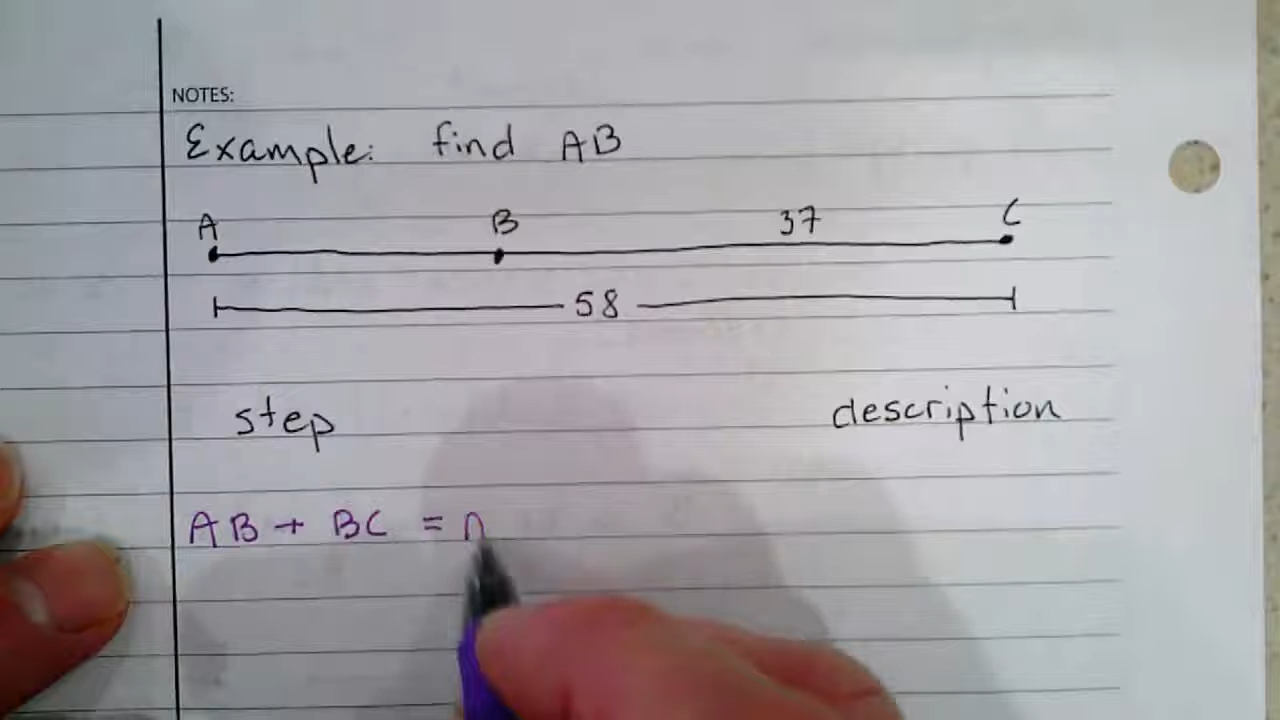 NOTES:
Example: find AB
A B 37 C
58
step description
AB + BC =